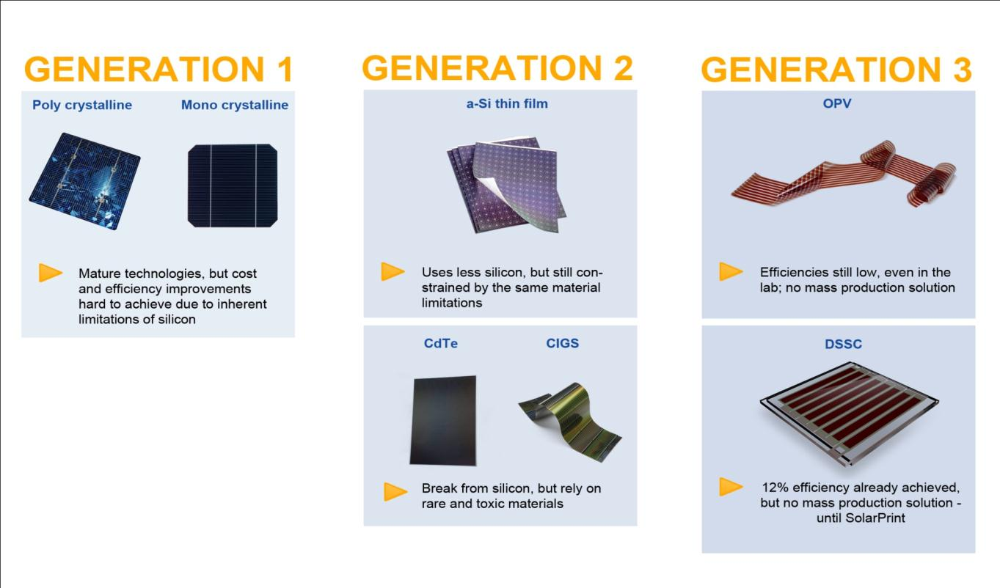 GENERATION 1
Poly crystalline
Mono crystalline
Mature technologies, but cost
and efficiency improvements
hard to achieve due to inherent
limitations of silicon
GENERATION 2
a-Si thin film
Uses less silicon, but still con-
strained by the same material
limitations
CdTe
CIGS
Break from silicon, but rely on
rare and toxic materials
GENERATION 3
OPV
Efficiencies still low, even in the
lab; no mass production solution
DSSC
12% efficiency already achieved,
but no mass production solution -
until SolarPrint